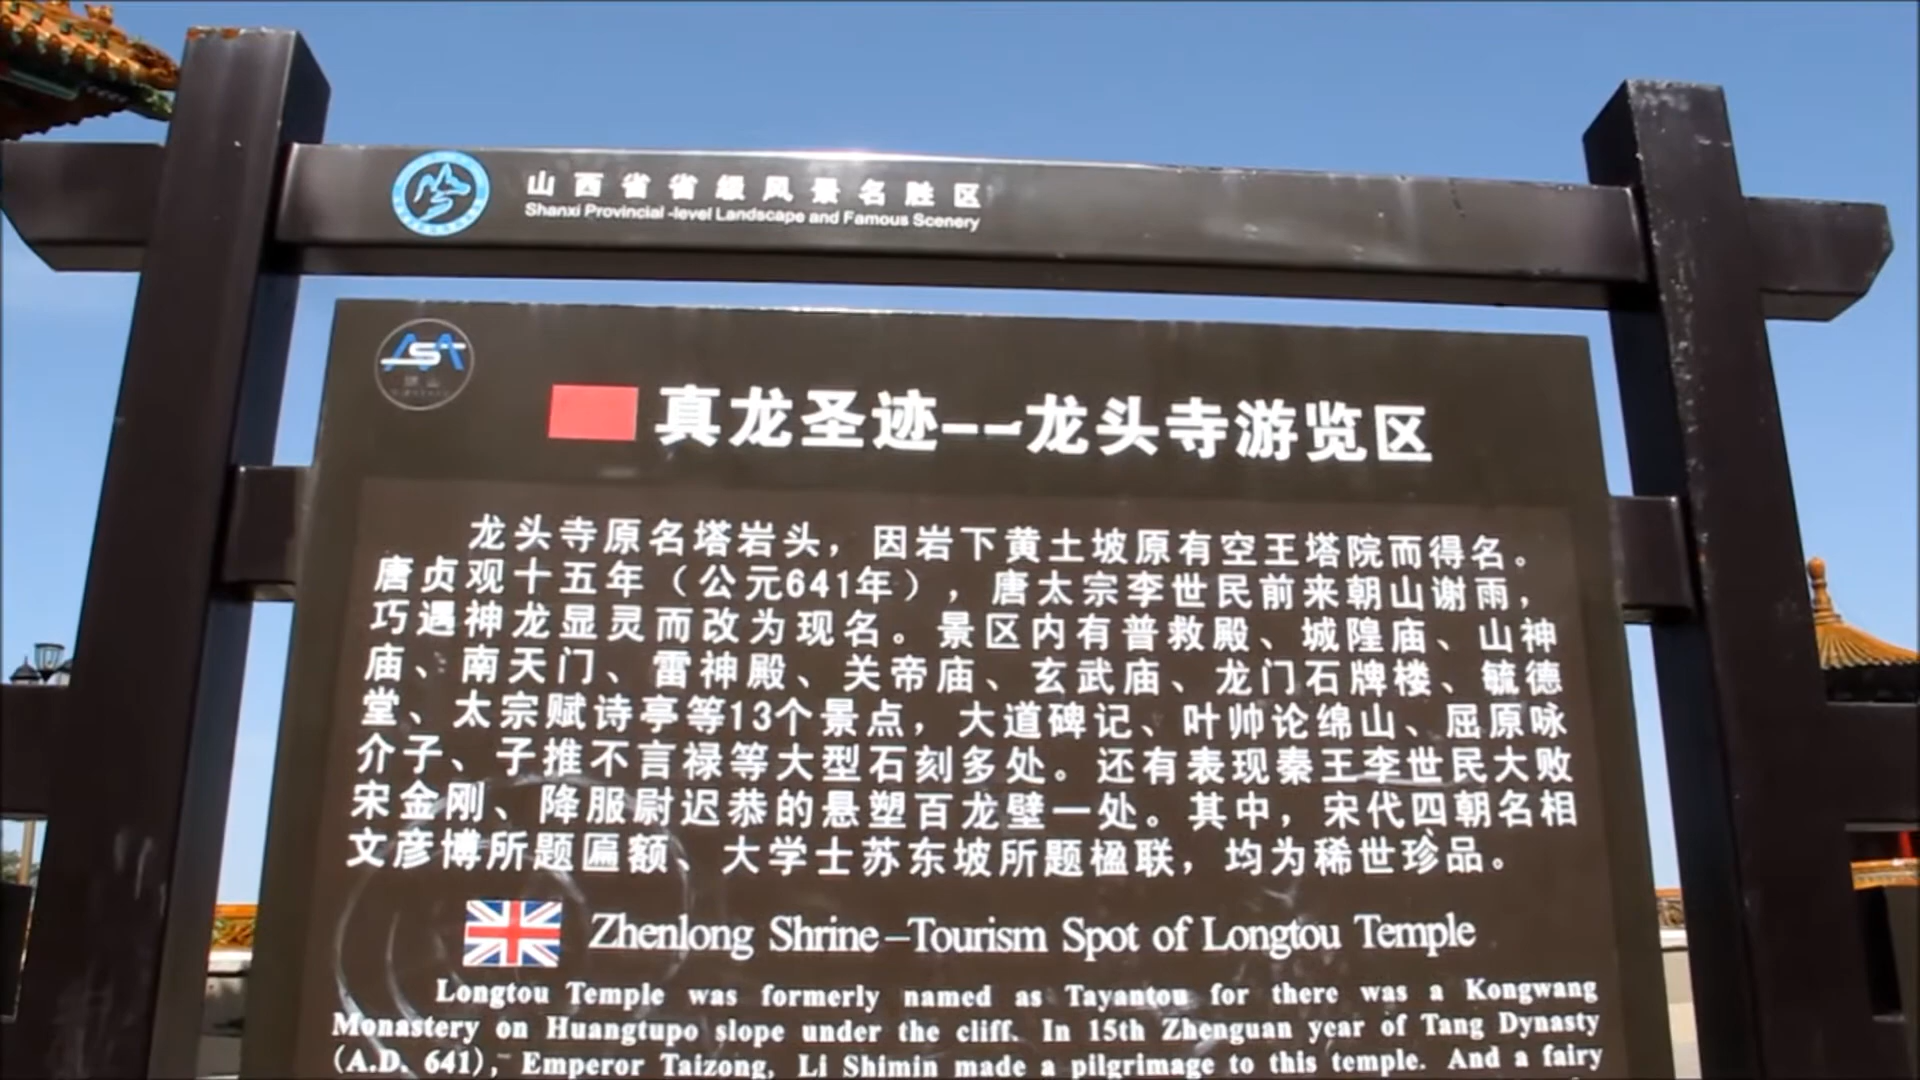 山西省省级风景名胜区
Shanxi Provincial -level Landscape and Famous Scenery
真龙圣迹--龙头寺游览区
龙头寺原名塔岩头，因岩下黄土坡原有空王塔院而得名。
唐贞观十五年（公元641年），唐太宗李世民前来朝山谢雨，
巧遇神龙显灵而改为现名。景区内有普救殿、城隍庙、山神
庙、南天门、雷神殿、关帝庙、玄武庙、龙门石牌楼、毓德
堂、太宗赋诗亭等13个景点，大道碑记、叶帅论绵山、屈原咏
介子、子推不言禄等大型石刻多处。还有表现秦王李世民大败
宋金刚、降服尉迟恭的悬塑百龙壁一处。其中，宋代四朝名相
文彦博所题匾额、大学士苏东坡所题楹联，均为稀世珍品。
Zhenlong Shrine–Tourism Spot of Longtou Temple
Longtou Temple was formerly named as Tayantou for there was a Kongwang
Monastery on Huangtupo slope under the cliff. In 15th Zhenguan year of Tang Dynasty
(A.D. 641), Emperor Taizong, Li Shimin made a pilgrimage to this temple. And a fairy